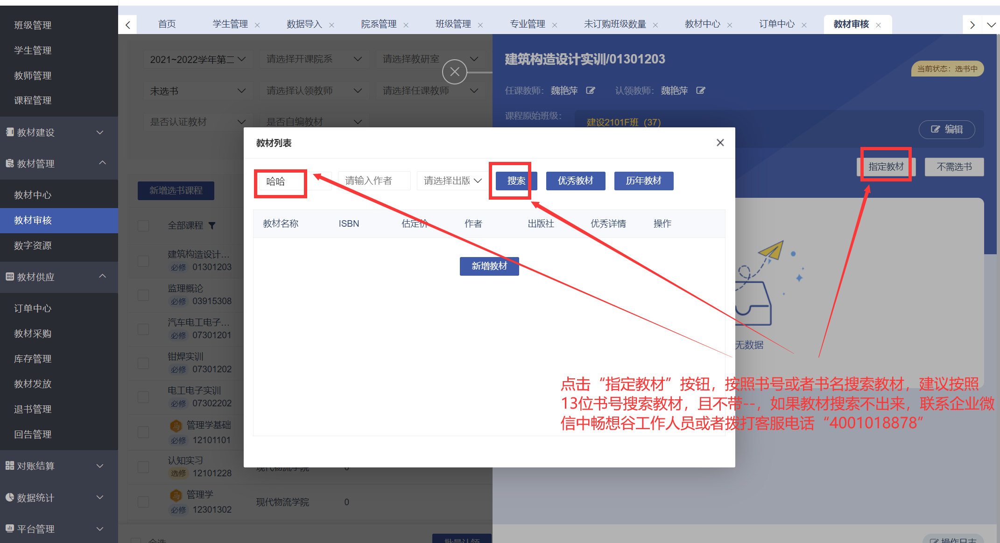 首页
学生管理
数据导入
院系管理
班级管理
专业管理
未订购班级数量
教材中心
订单中心
教材审核
班级管理
学生管理
教师管理
课程管理
教材建设
教材管理
教材中心
教材审核
数字资源
教材供应
订单中心
教材采购
库存管理
教材发放
退书管理
回告管理
对账结算
数据统计
平台管理
2021~2022学年第二
请选择开课院系
请选择教研室
未选书
请选择认领教师
请选择任课教师
是否认证教材
是否自编教材
新增选书课程
全部课程
建筑构造设计...
必修 01301203
监理概论
必修 03915308
汽车电工电子...
必修 07301201
钳焊实训
必修 07301202
电工电子实训
必修 07302202
马 管理学基础
必修 12101101
认知实习
选修 12101228
现代物流学院 0
马 管理学
必修 12301302
现代物流学院 0
全选
批量认领
建筑构造设计实训/01301203
当前状态：选书中
任课教师：魏艳萍
认领教师：魏艳萍
课程原始班级：
建设2101F班（37）
编辑
指定教材
不需选书
无数据
操作日志
教材列表
哈哈
请输入作者
请选择出版
搜索
优秀教材
历年教材
教材名称 ISBN 估定价 作者 出版社 优秀详情 操作
新增教材
点击“指定教材”按钮，按照书号或者书名搜索教材，建议按照
13位书号搜索教材，且不带--，如果教材搜索不出来，联系企业微
信中畅想谷工作人员或者拨打客服电话“4001018878”